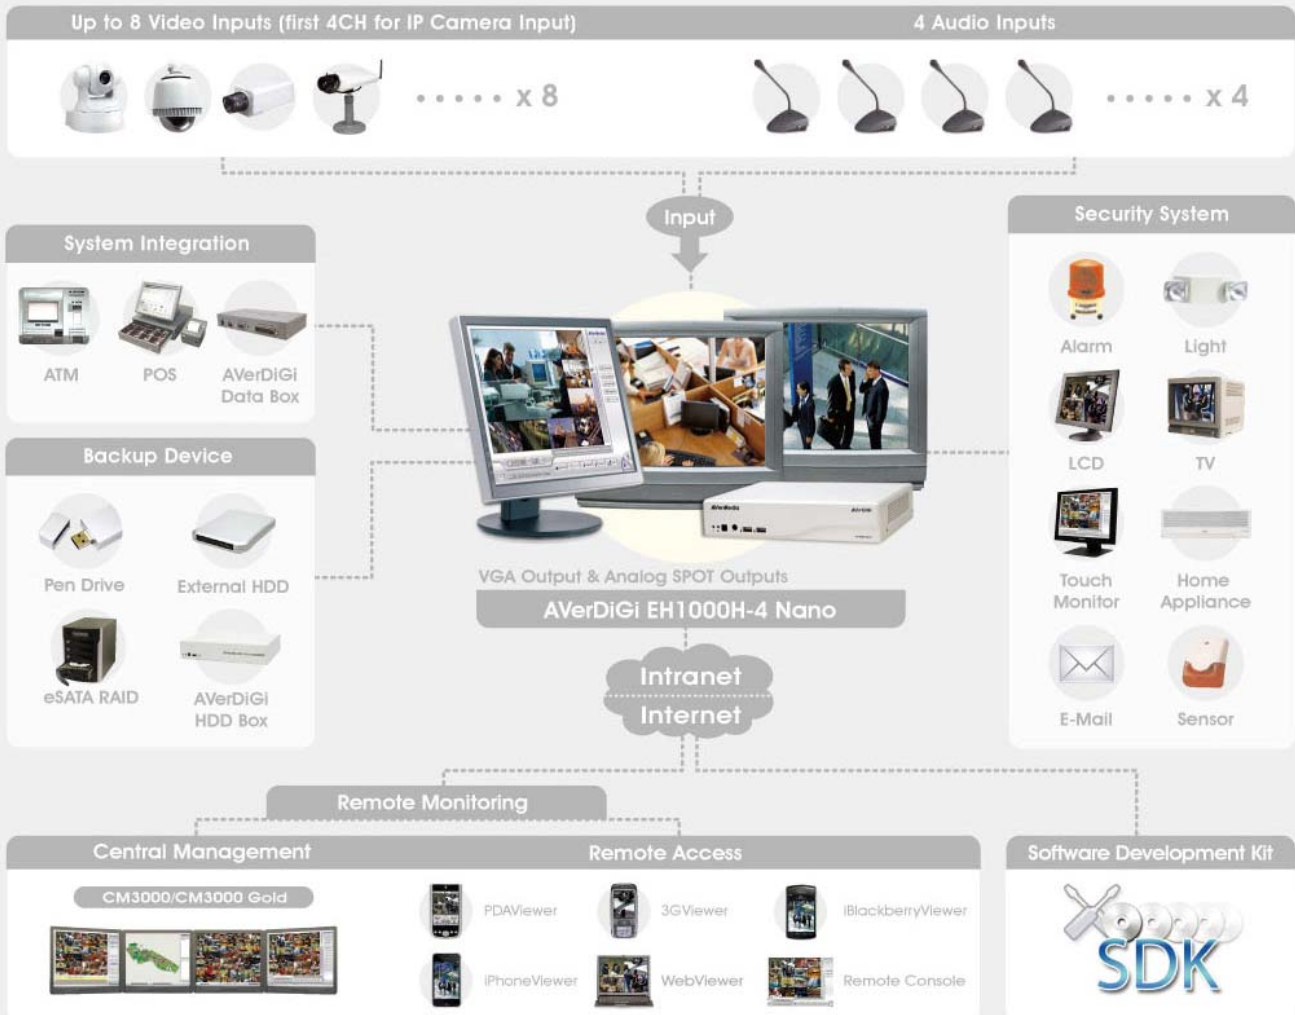 Up to 8 Video Inputs (first 4CH for IP Camera Input)
4 Audio Inputs
..... x 8
..... x 4
Input
System Integration
ATM
POS
AVerDiGi
Data Box
Backup Device
Pen Drive
External HDD
eSATA RAID
AVerDiGi
HDD Box
AVerMedia
VGA Output & Analog SPOT Outputs
AVerDiGi EH1000H-4 Nano
Intranet
Internet
Security System
Alarm
Light
LCD
TV
Touch
Monitor
Home
Appliance
E-Mail
Sensor
Remote Monitoring
Central Management
CM3000/CM3000 Gold
Remote Access
PDAViewer
3GViewer
iBlackberryViewer
iPhoneViewer
WebViewer
Remote Console
Software Development Kit
SDK